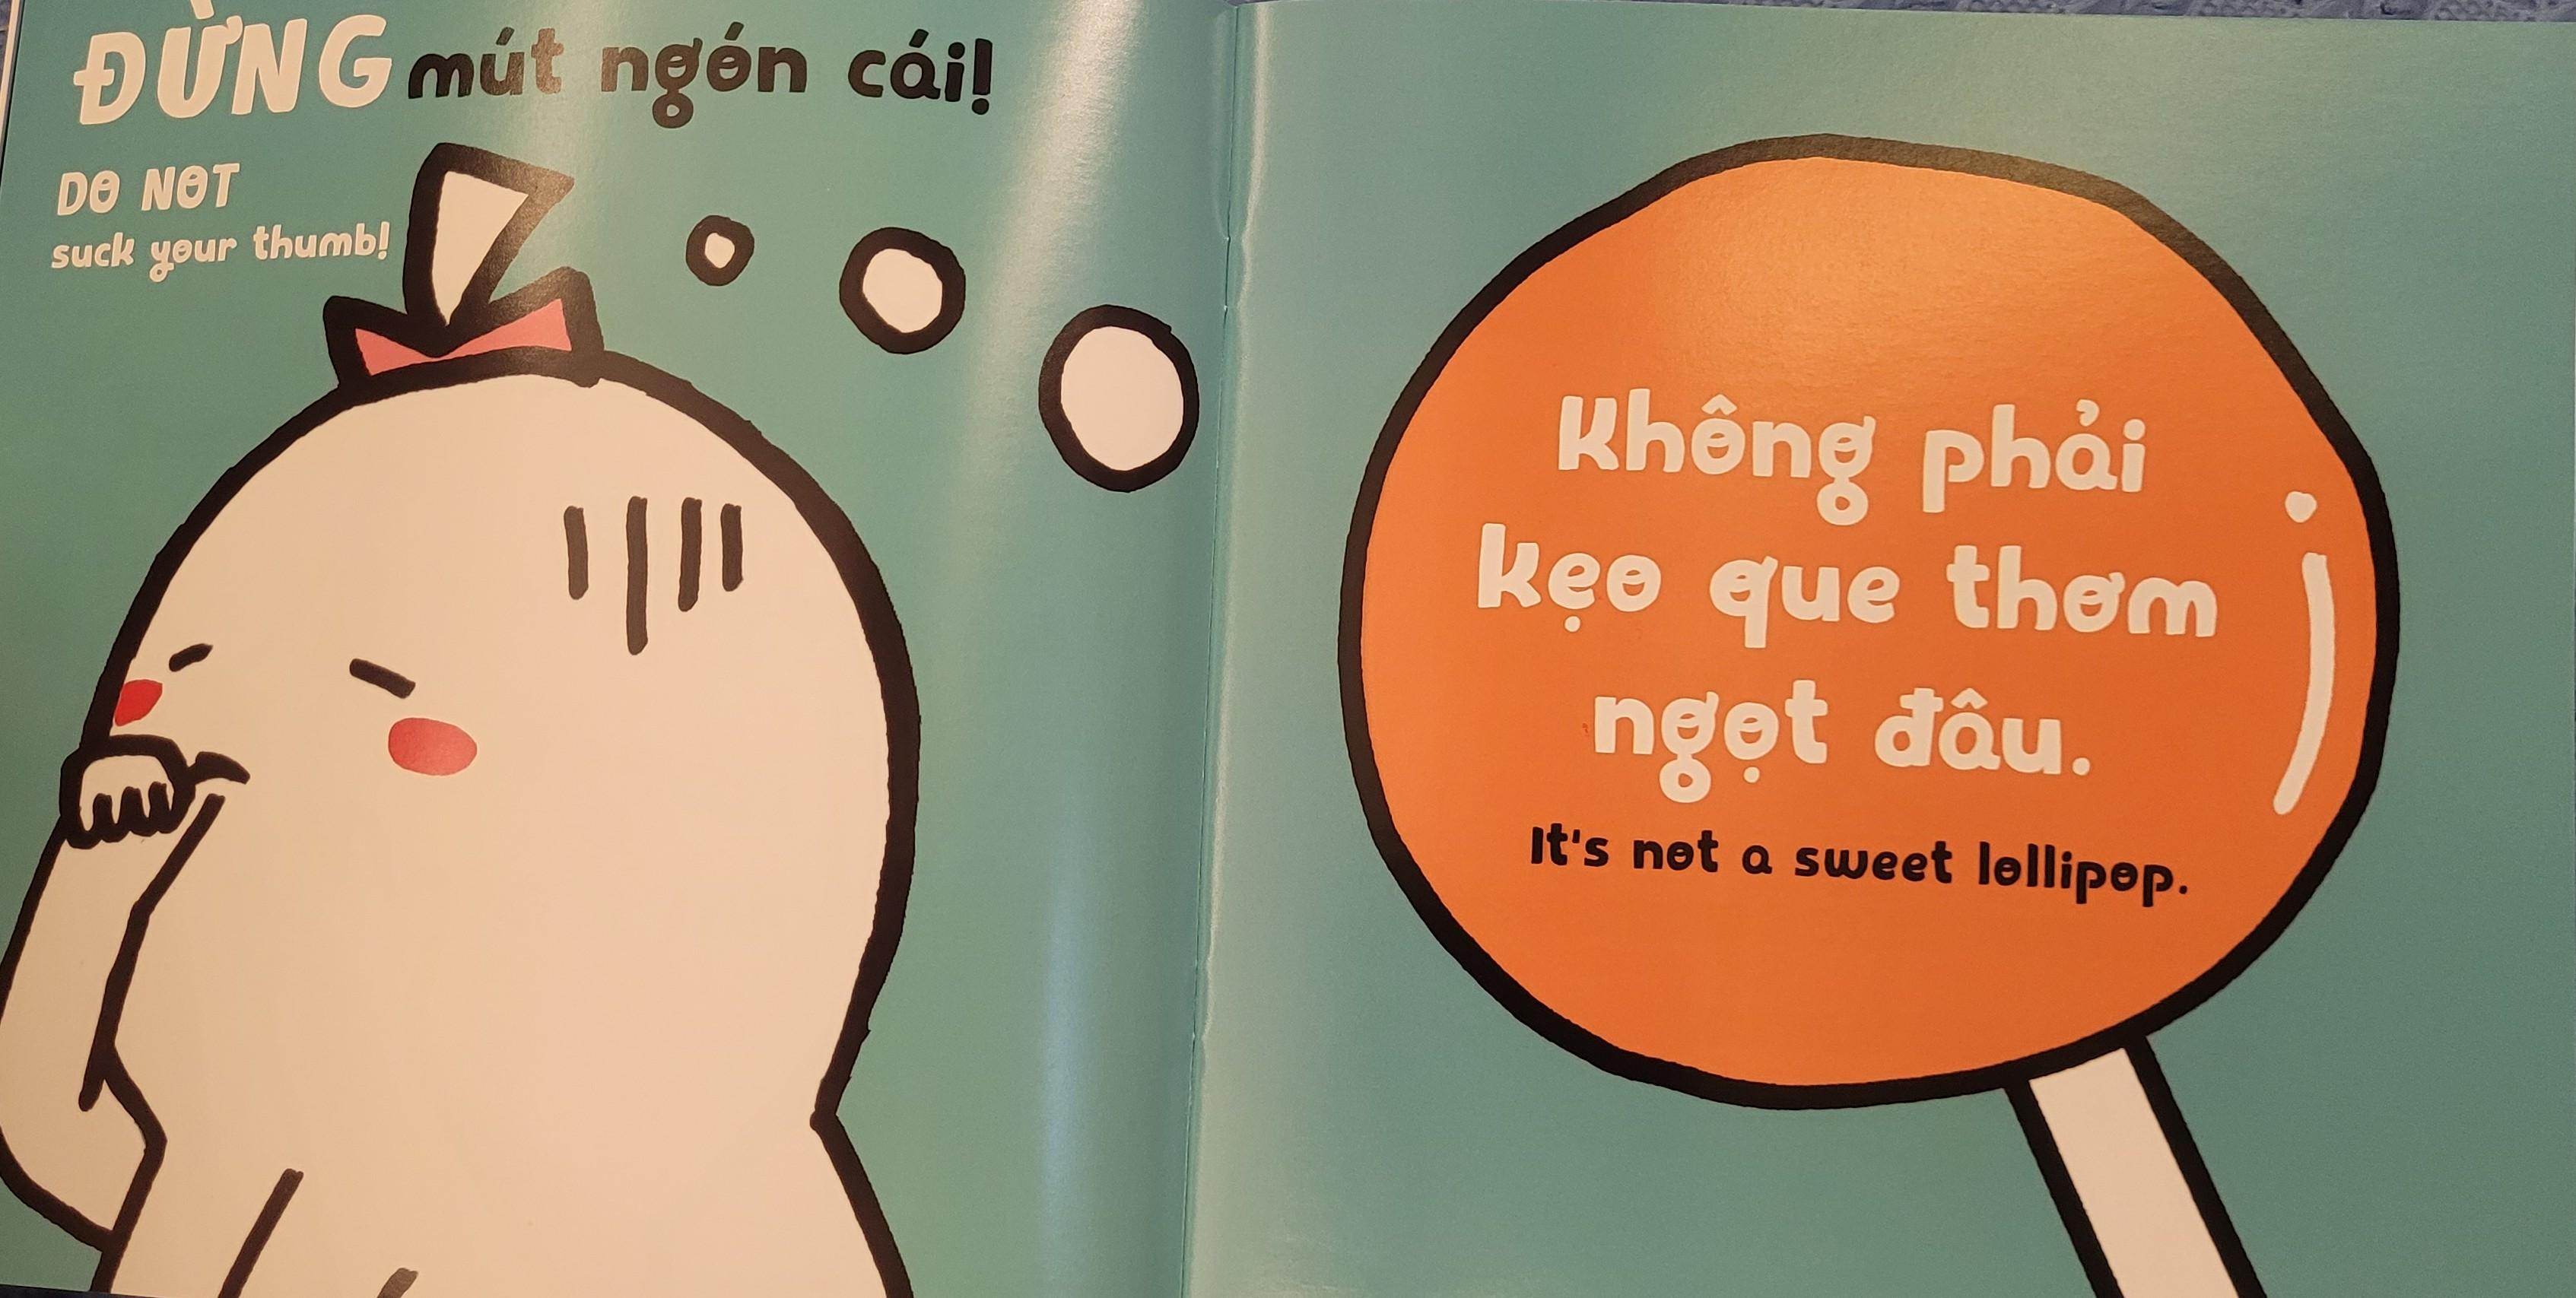 ĐỪNG mút ngón cái!
DO NOT
suck your thumb!
Không phải
kẹo que thơm
ngọt đâu.
It's not a sweet lollipop.